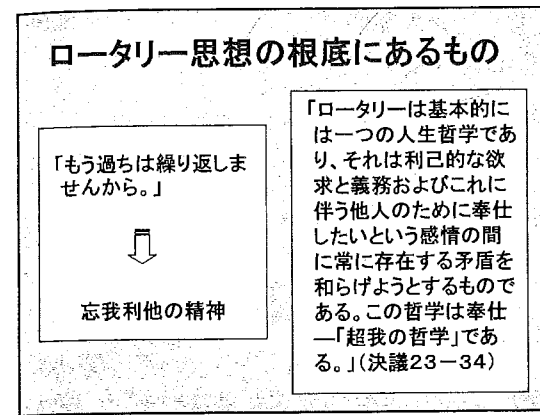 ロータリー思想の根底にあるもの
「もう過ちは繰り返しま
せんから。」
忘我利他の精神
「ロータリーは基本的に
は一つの人生哲学であ
り、それは利己的な欲
求と義務およびこれに
伴う他人のために奉仕
したいという感情の間
に常に存在する矛盾を
和らげようとするもので
ある。この哲学は奉仕
―「超我の哲学」であ
る。」(決議23－34)